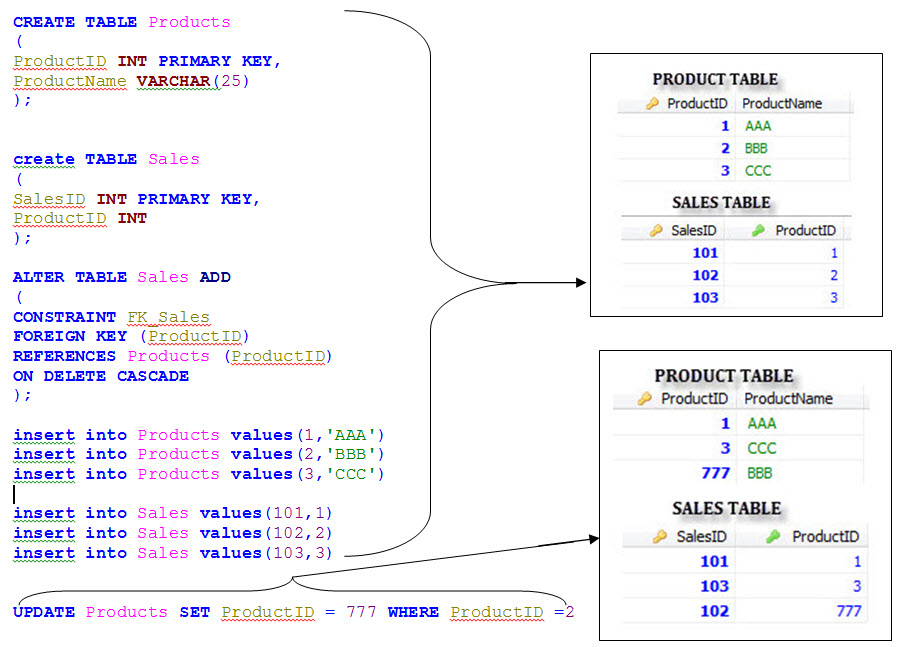 CREATE TABLE Products
(
ProductID INT PRIMARY KEY,
ProductName VARCHAR(25)
);
create TABLE Sales
(
SalesID INT PRIMARY KEY,
ProductID INT
);
ALTER TABLE Sales ADD
(
CONSTRAINT FK_Sales
FOREIGN KEY (ProductID)
REFERENCES Products (ProductID)
ON DELETE CASCADE
);
insert into Products values(1,'AAA')
insert into Products values(2,'BBB')
insert into Products values(3,'CCC')
insert into Sales values(101,1)
insert into Sales values(102,2)
insert into Sales values(103,3)
UPDATE Products SET ProductID = 777 WHERE ProductID =2
PRODUCT TABLE
ProductID ProductName
1 AAA
2 BBB
3 CCC
SALES TABLE
SalesID ProductID
101 1
102 2
103 3
PRODUCT TABLE
ProductID ProductName
1 AAA
3 CCC
777 BBB
SALES TABLE
SalesID ProductID
101 1
103 3
102 777